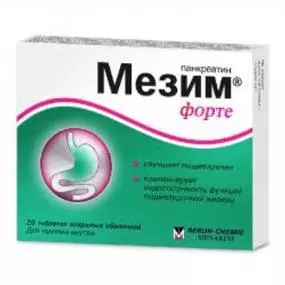 панкреатин
Мезим®
форте
улучшает пищеварение
компенсирует
недостаточность функции
поджелудочной железы
20 таблеток покрытых оболочкой
Для приема внутрь
BERLIN-CHEMIE
MENARINI